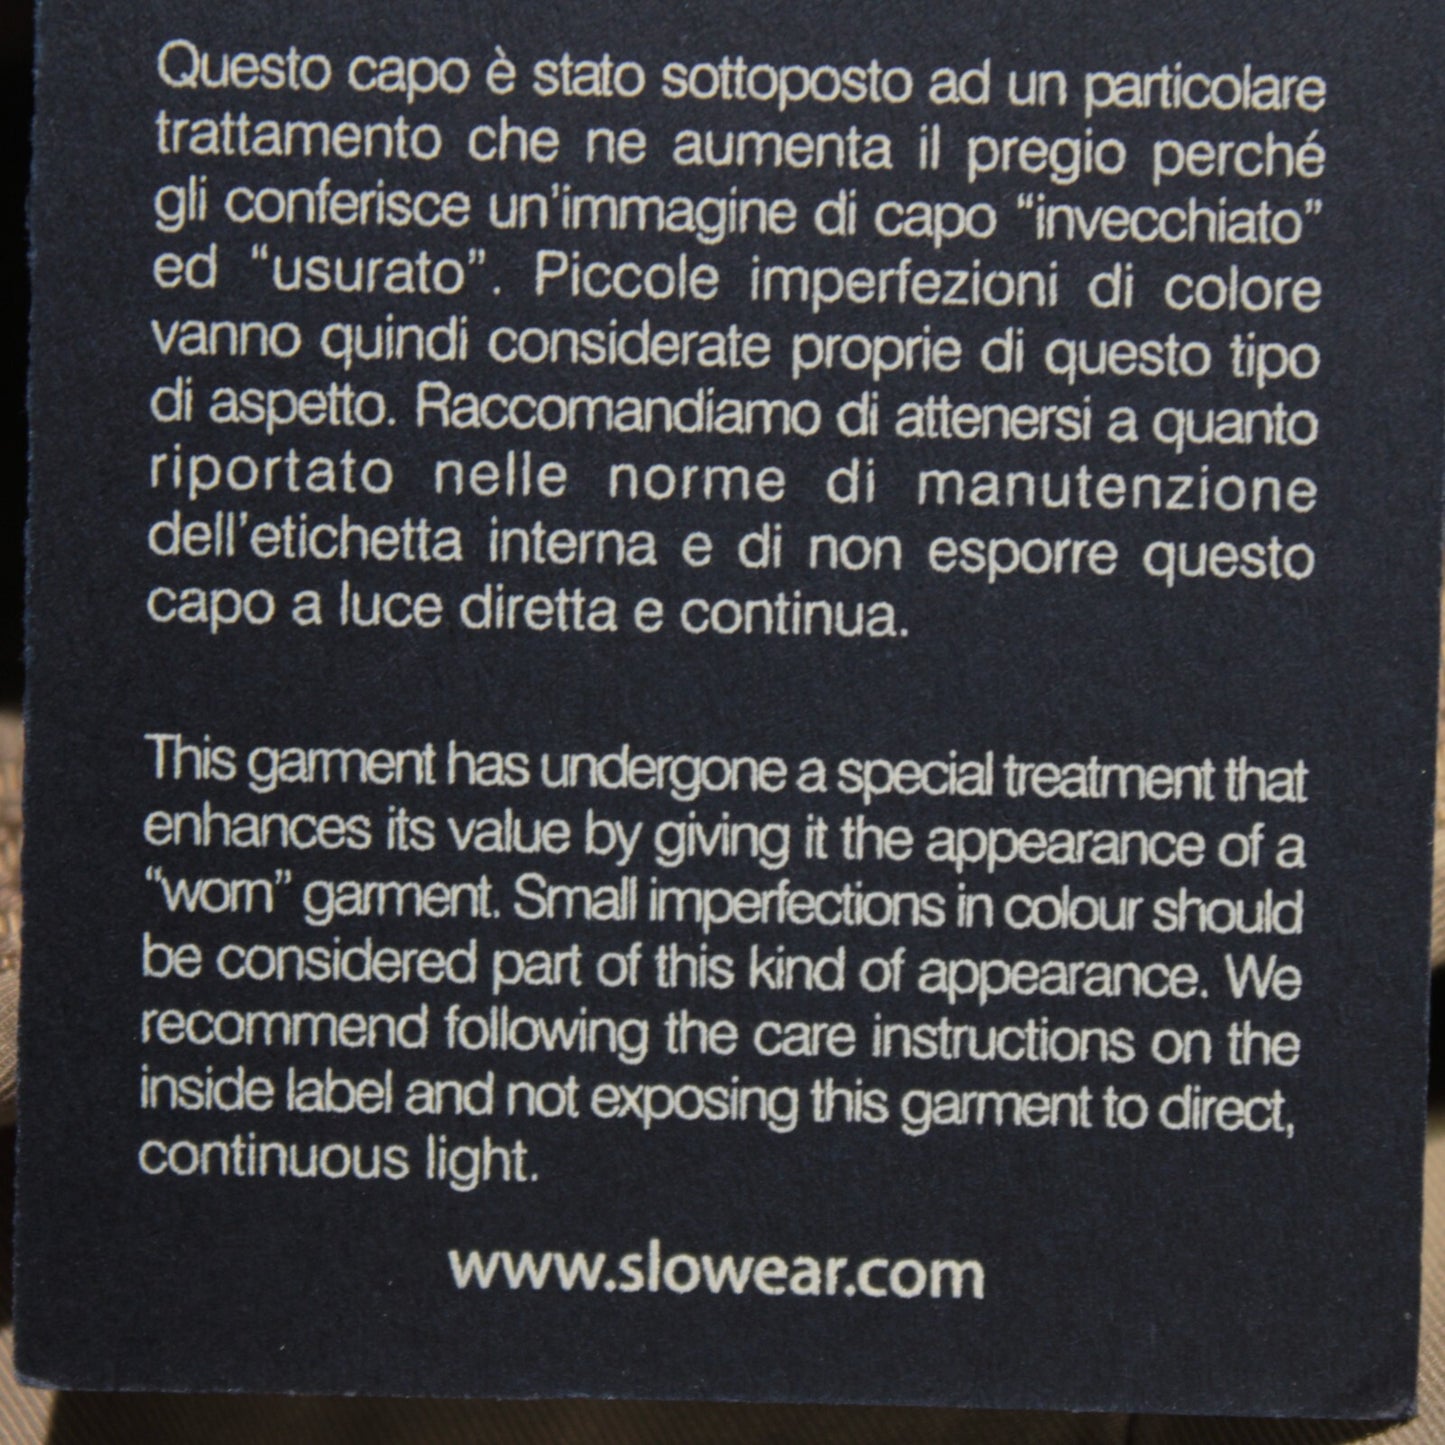 Questo capo è stato sottoposto ad un particolare
trattamento che ne aumenta il pregio perché
gli conferisce un'immagine di capo “invecchiato”
ed “usurato”. Piccole imperfezioni di colore
vanno quindi considerate proprie di questo tipo
di aspetto. Raccomandiamo di attenersi a quanto
riportato nelle norme di manutenzione
dell'etichetta interna e di non esporre questo
capo a luce diretta e continua.
This garment has undergone a special treatment that
enhances its value by giving it the appearance of a
“worn” garment. Small imperfections in colour should
be considered part of this kind of appearance. We
recommend following the care instructions on the
inside label and not exposing this garment to direct,
continuous light.
www.slowear.com